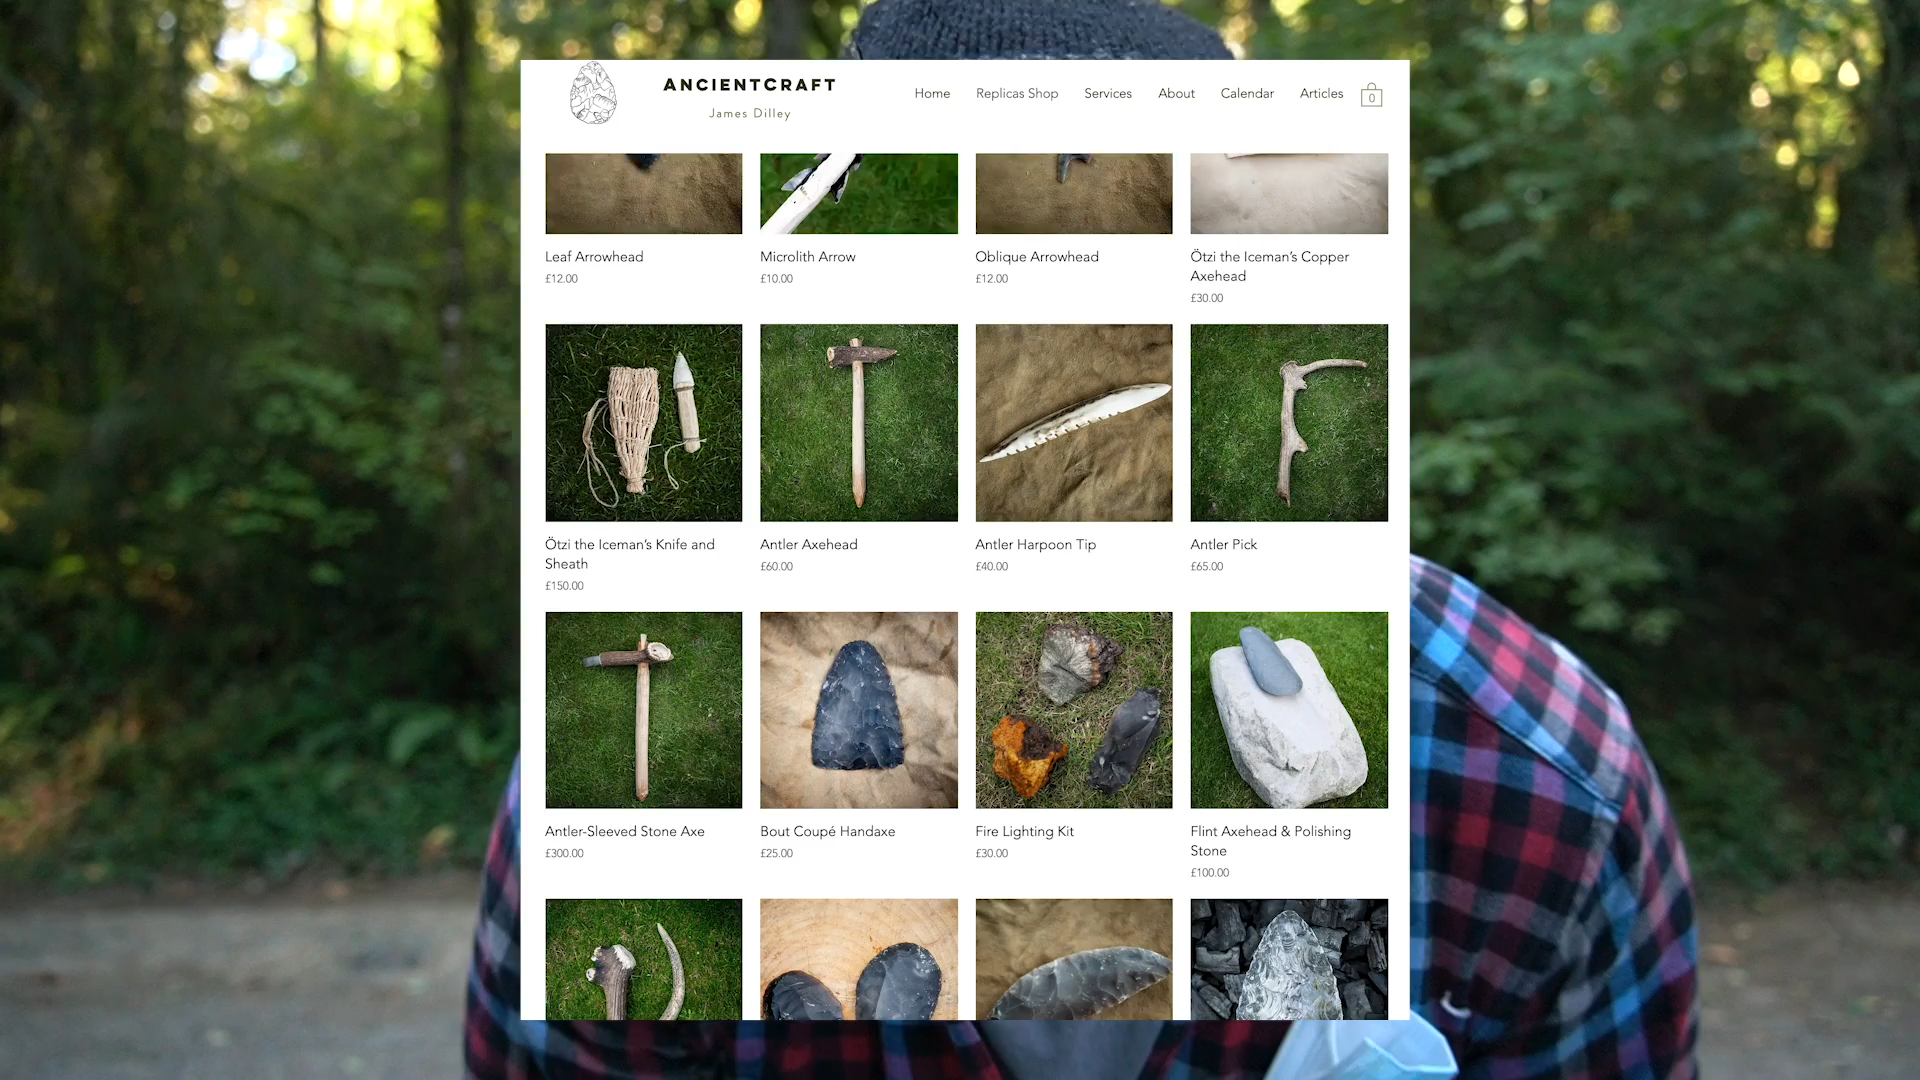 ANCIENTCRAFT
James Dilley
Home
Replicas Shop
Services
About
Calendar
Articles
0
Leaf Arrowhead
£12.00
Microlith Arrow
£10.00
Oblique Arrowhead
£12.00
Ötzi the Iceman’s Copper
Axehead
£30.00
Ötzi the Iceman’s Knife and
Sheath
£150.00
Antler Axehead
£60.00
Antler Harpoon Tip
£40.00
Antler Pick
£65.00
Antler-Sleeved Stone Axe
£300.00
Bout Coupé Handaxe
£25.00
Fire Lighting Kit
£30.00
Flint Axehead & Polishing
Stone
£100.00